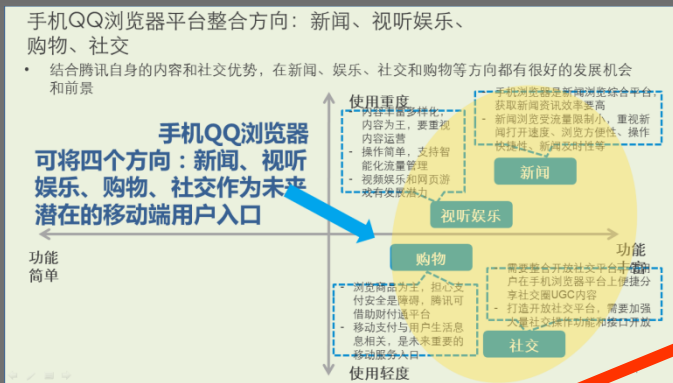 手机QQ浏览器平台整合方向：新闻、视听娱乐、
购物、社交
• 结合腾讯自身的内容和社交优势，在新闻、娱乐、社交和购物等方向都有很好的发展机会
和前景
使用重度
手机QQ浏览器
可将四个方向：新闻、视听
娱乐、购物、社交作为未来
潜在的移动端用户入口
- 内容丰富多样化，
内容为王，要重视
内容运营
- 操作简单，支持智
能化流量管理
- 视频娱乐和网页游
戏有发展潜力
视听娱乐
- 手机浏览器是新闻浏览综合平台，
获取新闻资讯效率要高
- 新闻浏览受流量限制小，重视新
闻打开速度、浏览方便性、操作
快捷性、新闻及时性等
新闻
功能
简单
功能
丰富
购物
- 浏览商品为主，担心支
付安全是障碍，腾讯可
借助财付通平台
- 移动支付与用户生活息
息相关，是未来重要的
移动服务入口
- 需要整合开放社交平台，
户在手机浏览器平台上便捷分
享社交圈UGC内容
- 打造开放社交平台，需要加强
大量社交操作功能和接口开放
社交
使用轻度